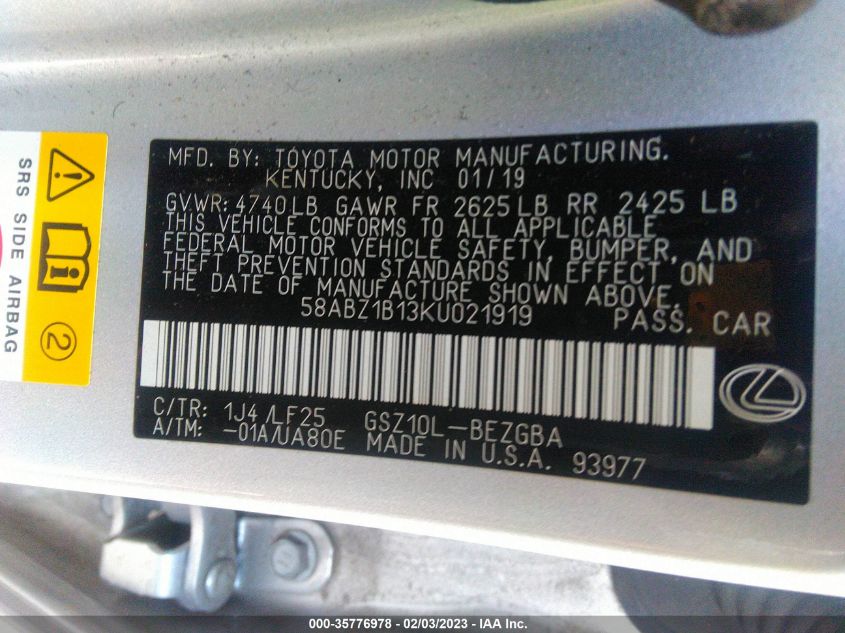 MFD. BY: TOYOTA MOTOR MANUFACTURING.
KENTUCKY, INC 01/19
GVWR: 4740LB GAWR FR 2625LB RR 2425 LB
THIS VEHICLE CONFORMS TO ALL APPLICABLE
FEDERAL MOTOR VEHICLE SAFETY, BUMPER, AND
THEFT PREVENTION STANDARDS IN EFFECT ON
THE DATE OF MANUFACTURE SHOWN ABOVE.
58ABZ1B13KU021919 PASS. CAR
C/TR: 1J4 /LF25 GSZ10L-BEZGBA
A/TM: -01A/UA80E MADE IN U.S.A. 93977
SRS SIDE AIRBAG
2
000-35776978 - 02/03/2023 - IAA Inc.